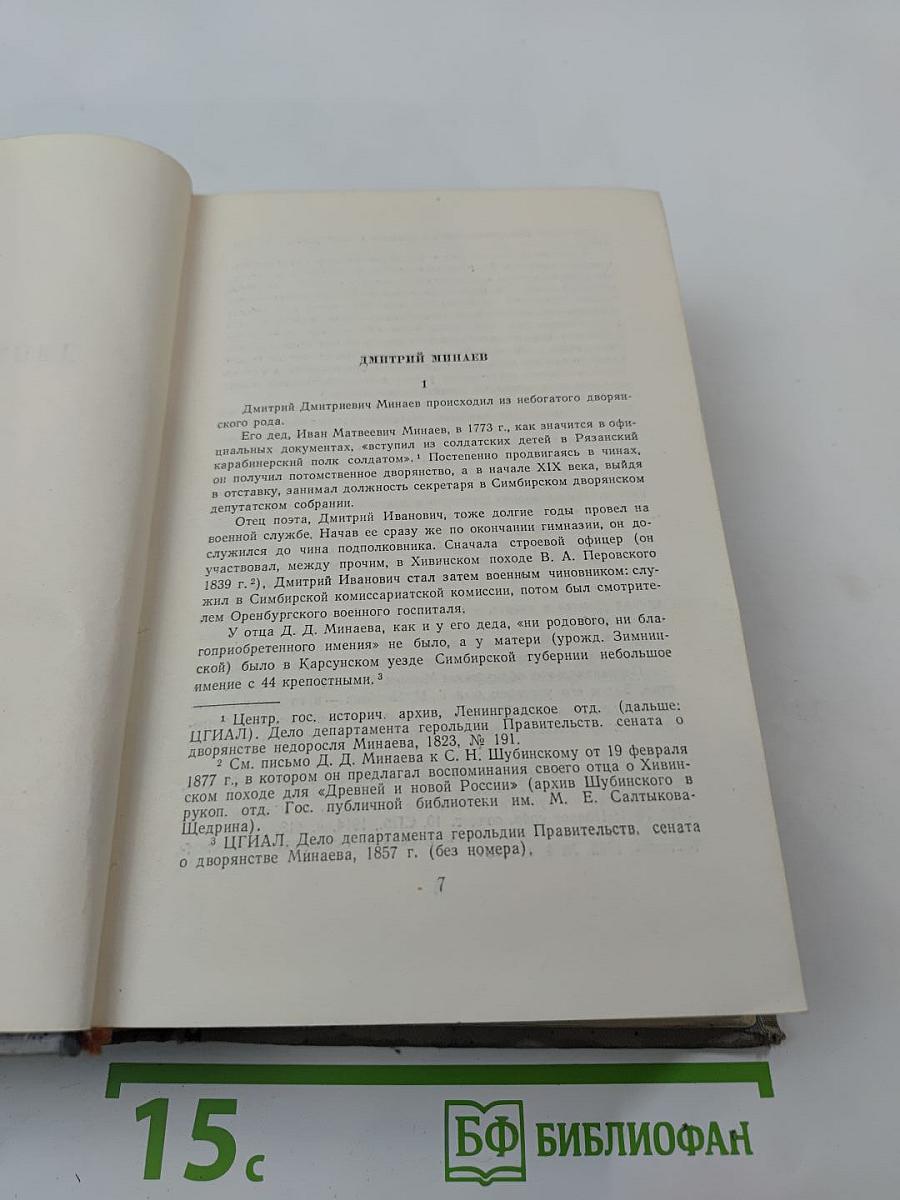 ДМИТРИЙ МИНАЕВ
1
Дмитрий Дмитриевич Минаев происходил из небогатого дворян-
ского рода.
Его дед, Иван Матвеевич Минаев, в 1773 г., как значится в офи-
циальных документах, «вступил из солдатских детей в Рязанский
карабинерский полк солдатом».¹ Постепенно продвигаясь в чинах,
он получил потомственное дворянство, а в начале XIX века, выйдя
в отставку, занимал должность секретаря в Симбирском дворянском
депутатском собрании.
Отец поэта, Дмитрий Иванович, тоже долгие годы провел на
военной службе. Начав ее сразу же по окончании гимназии, он до-
служился до чина подполковника. Сначала строевой офицер (он
участвовал, между прочим, в Хивинском походе В. А. Перовского
1839 г.²), Дмитрий Иванович стал затем военным чиновником: слу-
жил в Симбирской комиссариатской комиссии, потом был смотрите-
лем Оренбургского военного госпиталя.
У отца Д. Д. Минаева, как и у его деда, «ни родового, ни бла-
гоприобретенного имения» не было, а у матери (урожд. Зимнин-
ской) было в Карсунском уезде Симбирской губернии небольшое
имение с 44 крепостными.³
¹ Центр. гос. историч. архив, Ленинградское отд. (дальше:
ЦГИАЛ). Дело департамента герольдии Правительств. сената о
дворянстве недоросля Минаева, 1823, № 191.
² См. письмо Д. Д. Минаева к С. Н. Шубинскому от 19 февраля
1877 г., в котором он предлагал воспоминания своего отца о Хивин-
ском походе для «Древней и новой России» (архив Шубинского в
рукоп. отд. Гос. публичной библиотеки им. М. Е. Салтыкова-
Щедрина).
³ ЦГИАЛ. Дело департамента герольдии Правительств. сената
о дворянстве Минаева, 1857 г. (без номера).
7
15 с
БФ БИБЛИОФАН